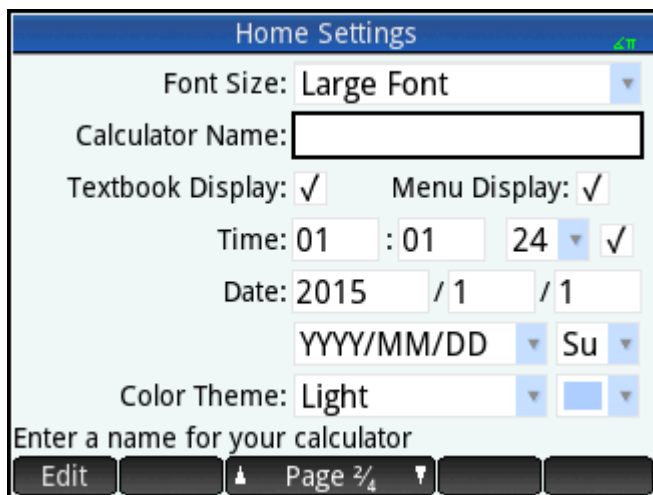 Home Settings ∡π
Font Size: Large Font
Calculator Name:
Textbook Display: √ Menu Display: √
Time: 01 : 01 24 √
Date: 2015 / 1 / 1
YYYY/MM/DD Su
Color Theme: Light
Enter a name for your calculator
Edit Page 2/4